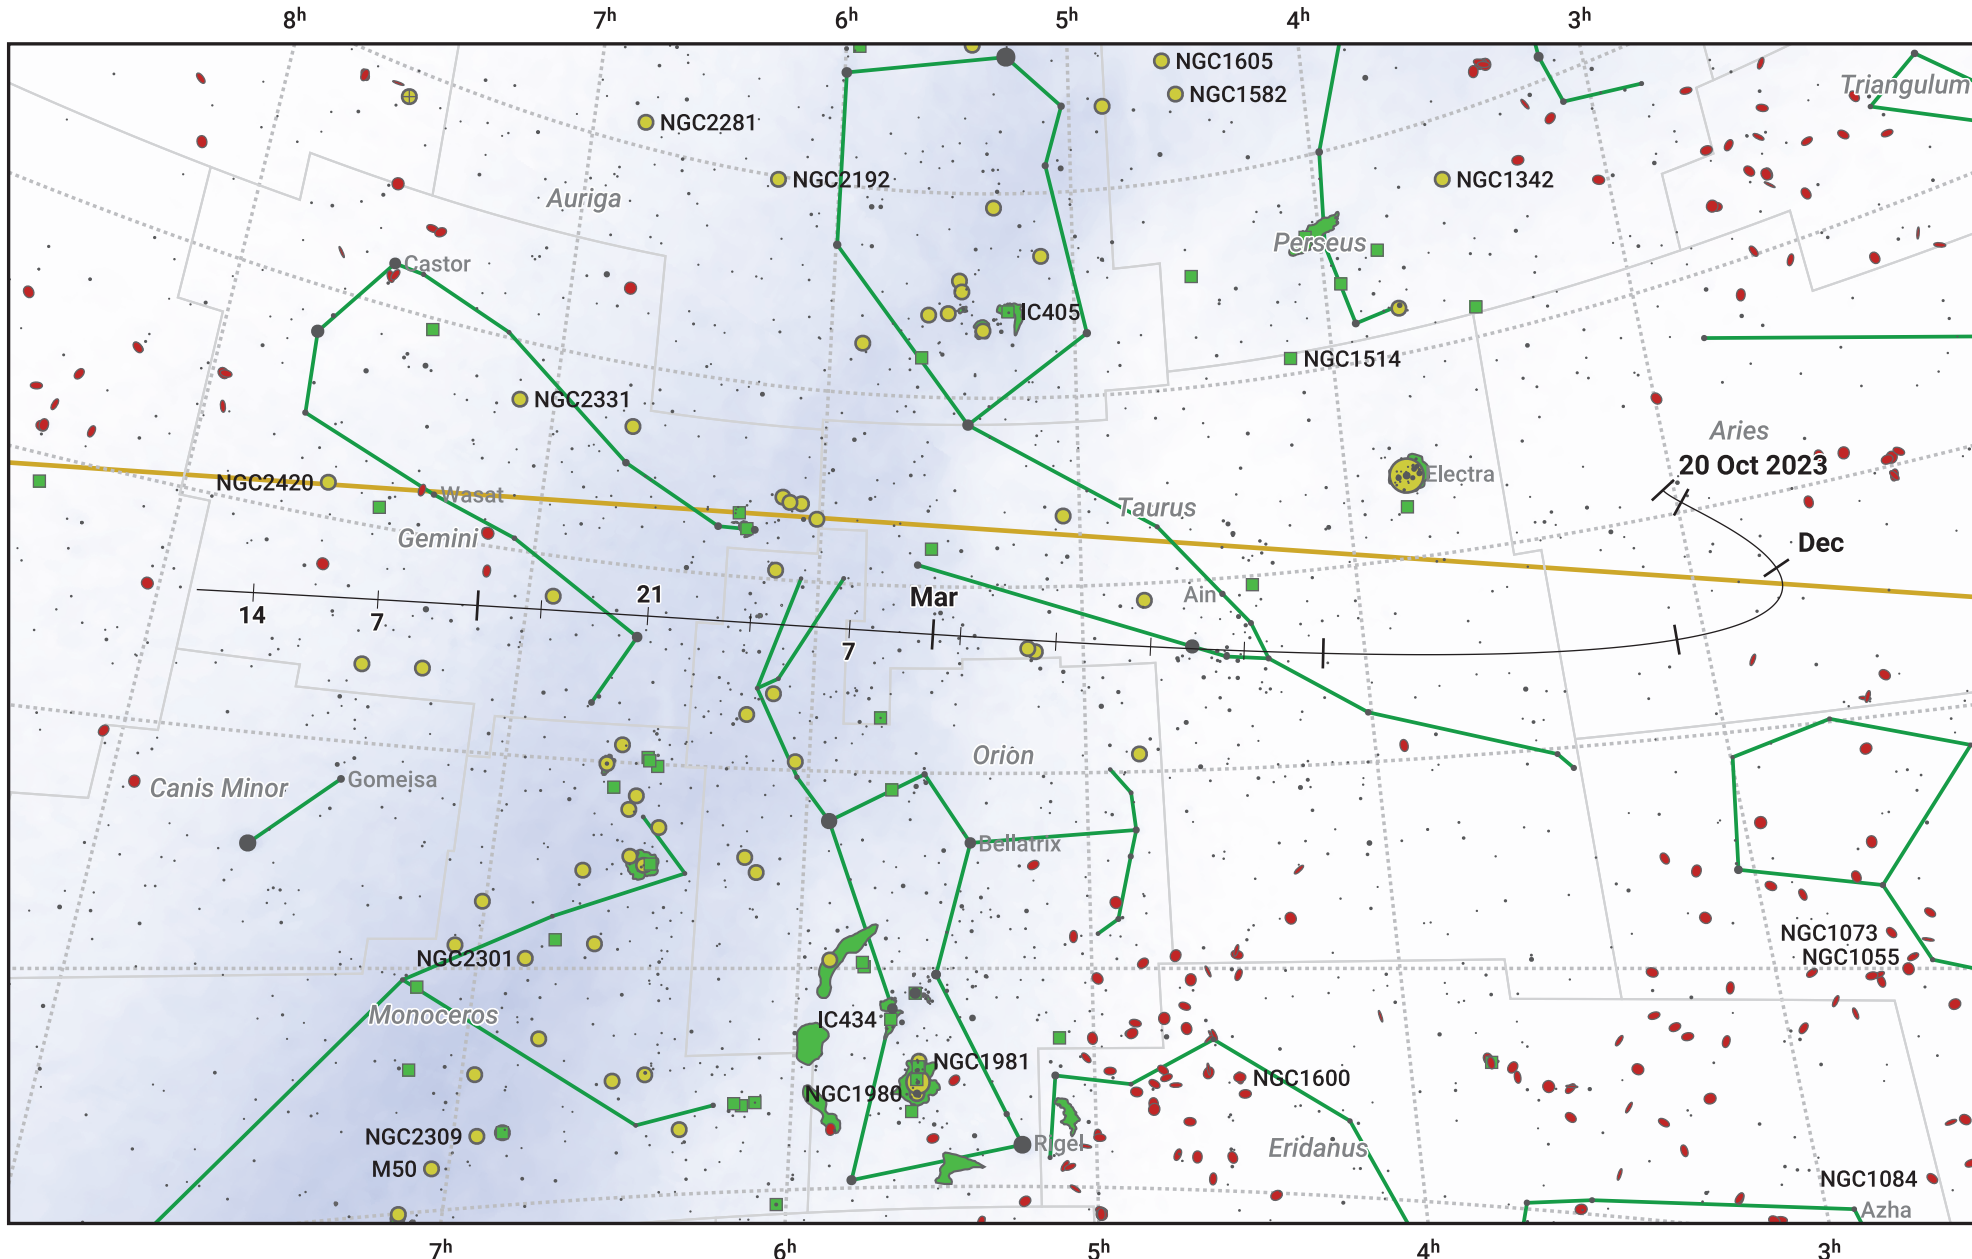 8h 7h 6h 5h 4h 3h
NGC1605
NGC1582
Triangulum
NGC2281
NGC2192
NGC1342
Auriga
Perseus
Castor
IC405
NGC1514
NGC2331
Aries
20 Oct 2023
Electra
NGC2420
Wasat
Taurus
Gemini
Dec
Ain
14
7
21
Mar
7
Orion
Canis Minor
Gomeisa
Bellatrix
NGC1073
NGC1055
NGC2301
Monoceros
IC434
NGC1981
NGC1980
NGC1600
NGC2309
M50
Rigel
Eridanus
NGC1084
Azha
7h 6h 5h 4h 3h